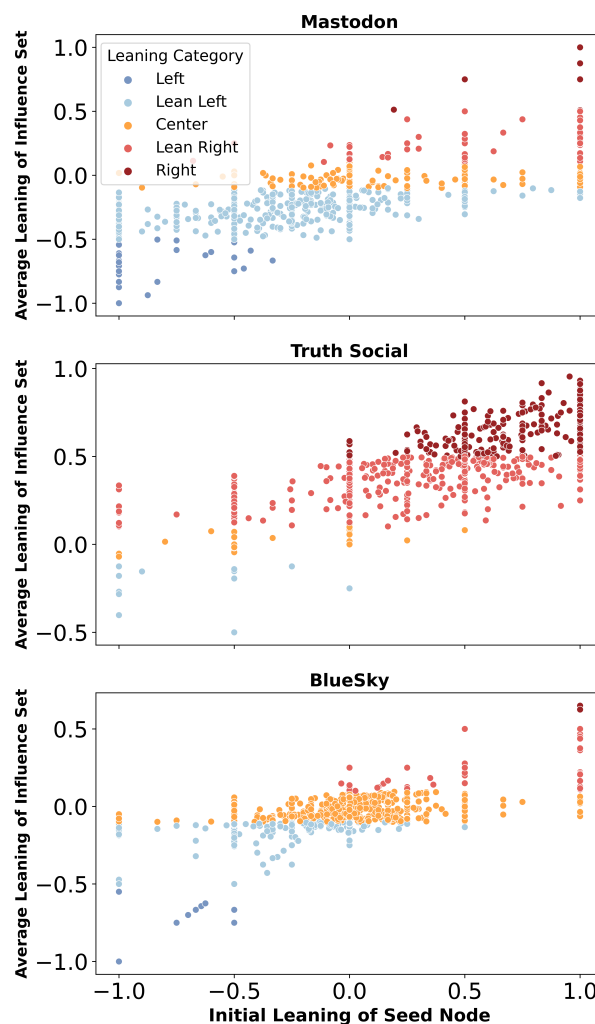 Mastodon
Leaning Category
Left
Lean Left
Center
Lean Right
Right
1.0
0.5
0.0
−0.5
−1.0
Average Leaning of Influence Set
Truth Social
1.0
0.5
0.0
−0.5
Average Leaning of Influence Set
BlueSky
0.5
0.0
−0.5
−1.0
Average Leaning of Influence Set
−1.0 −0.5 0.0 0.5 1.0
Initial Leaning of Seed Node